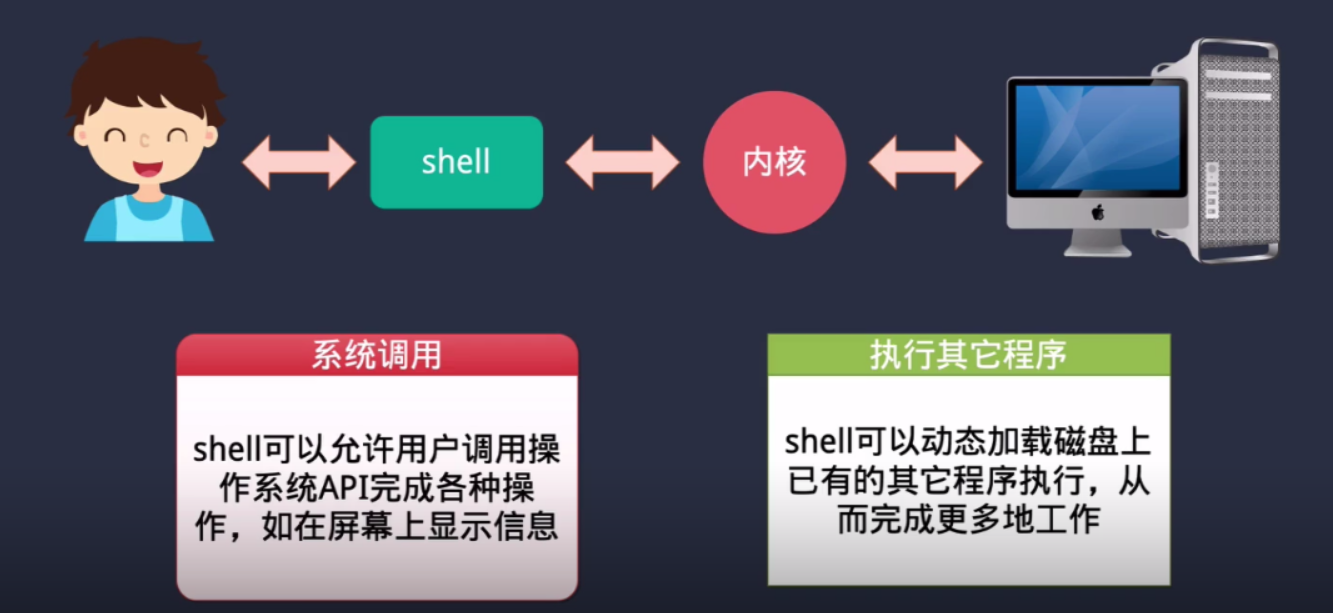 shell
内核
系统调用
shell可以允许用户调用操
作系统API完成各种操
作，如在屏幕上显示信息
执行其它程序
shell可以动态加载磁盘上
已有的其它程序执行，从
而完成更多地工作